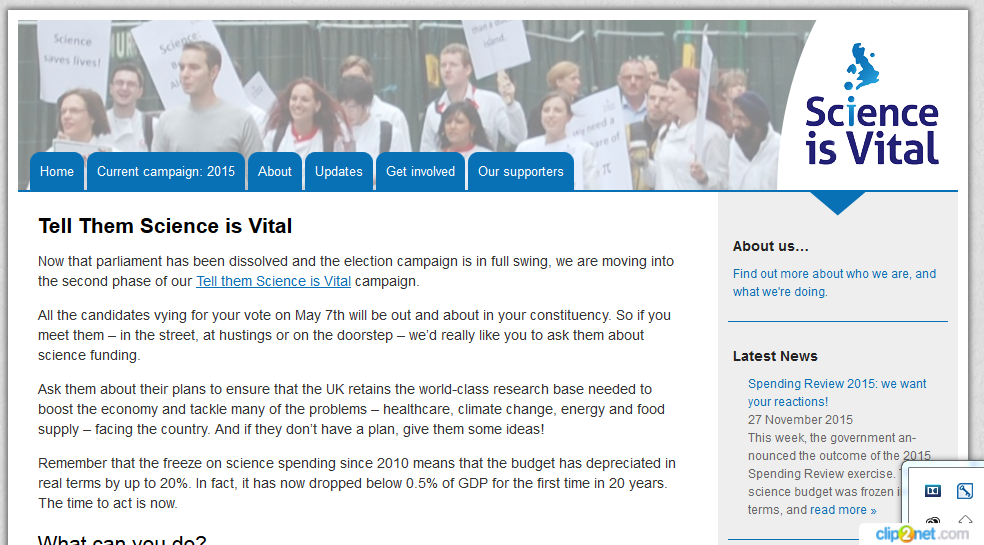 Science
saves lives!
Science:
than a
island.
need a
are of
π
Science
is Vital
Home
Current campaign: 2015
About
Updates
Get involved
Our supporters
Tell Them Science is Vital
Now that parliament has been dissolved and the election campaign is in full swing, we are moving into
the second phase of our Tell them Science is Vital campaign.
All the candidates vying for your vote on May 7th will be out and about in your constituency. So if you
meet them – in the street, at hustings or on the doorstep – we’d really like you to ask them about
science funding.
Ask them about their plans to ensure that the UK retains the world-class research base needed to
boost the economy and tackle many of the problems – healthcare, climate change, energy and food
supply – facing the country. And if they don’t have a plan, give them some ideas!
Remember that the freeze on science spending since 2010 means that the budget has depreciated in
real terms by up to 20%. In fact, it has now dropped below 0.5% of GDP for the first time in 20 years.
The time to act is now.
What can you do?
About us…
Find out more about who we are, and
what we're doing.
Latest News
Spending Review 2015: we want
your reactions!
27 November 2015
This week, the government an-
nounced the outcome of the 2015
Spending Review exercise.
science budget was frozen
terms, and read more »
clip2net.com